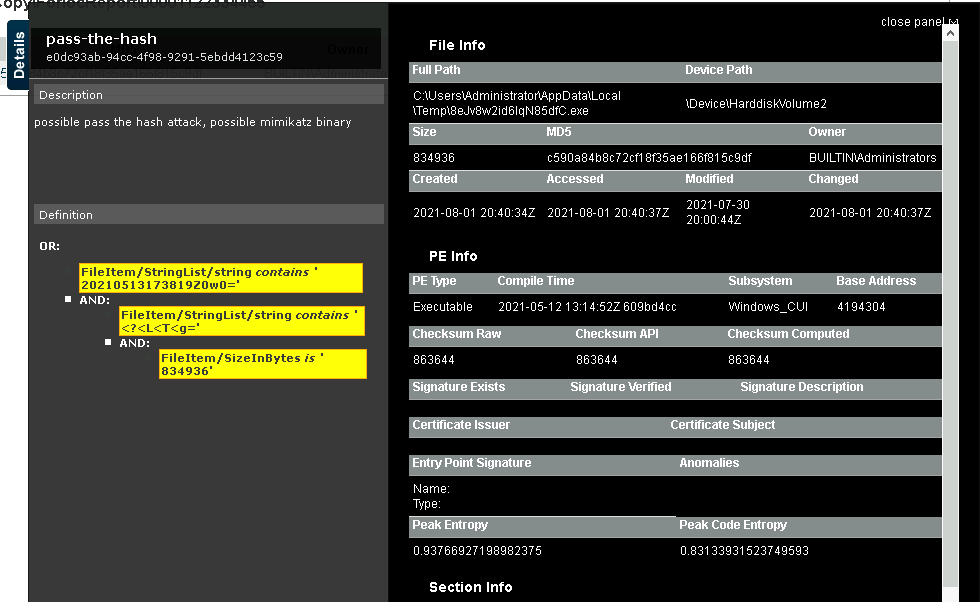 close panel
Details
pass-the-hash
e0dc93ab-94cc-4f98-9291-5ebdd4123c59
Description
possible pass the hash attack, possible mimikatz binary
Definition
OR:
FileItem/StringList/string contains '
20210513173819Z0w0='
AND:
FileItem/StringList/string contains '
<?<L<T<g='
AND:
FileItem/SizeInBytes is '
834936'
File Info
Full Path Device Path
C:\Users\Administrator\AppData\Local
\Temp\8eJv8w2id6lqN85dfC.exe \Device\HarddiskVolume2
Size MD5 Owner
834936 c590a84b8c72cf18f35ae166f815c9df BUILTIN\Administrators
Created Accessed Modified Changed
2021-08-01 20:40:34Z 2021-08-01 20:40:37Z 2021-07-30
20:00:44Z 2021-08-01 20:40:37Z
PE Info
PE Type Compile Time Subsystem Base Address
Executable 2021-05-12 13:14:52Z 609bd4cc Windows_CUI 4194304
Checksum Raw Checksum API Checksum Computed
863644 863644 863644
Signature Exists Signature Verified Signature Description
Certificate Issuer Certificate Subject
Entry Point Signature Anomalies
Name:
Type:
Peak Entropy Peak Code Entropy
0.93766927198982375 0.83133931523749593
Section Info